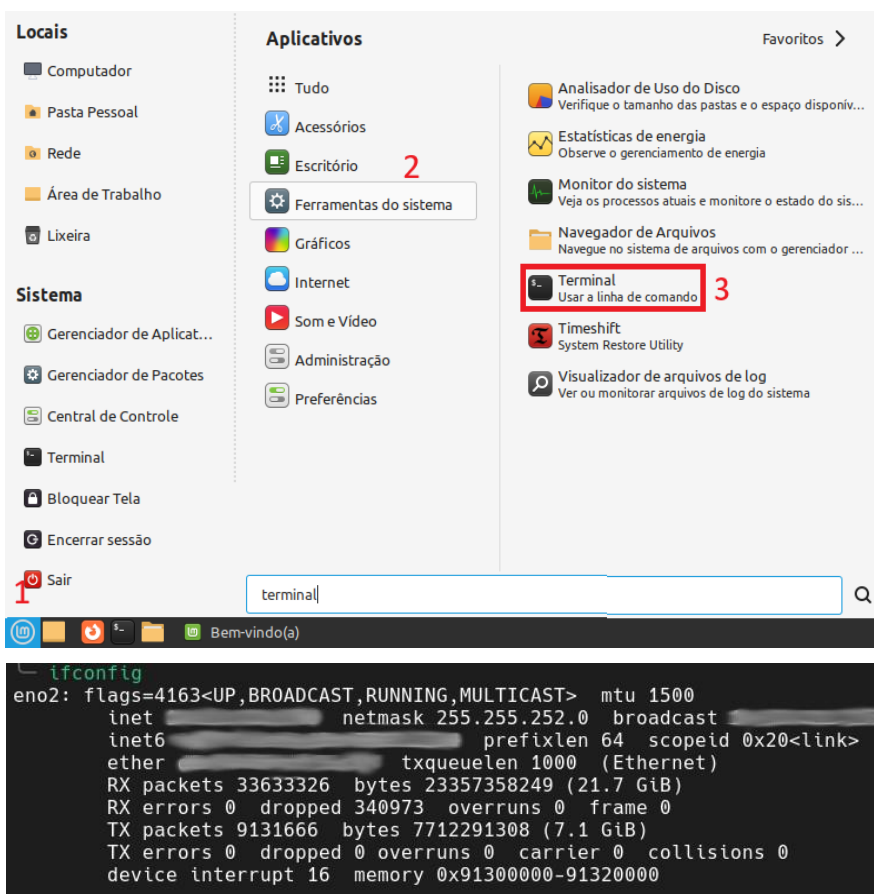 Locais
Computador
Pasta Pessoal
Rede
Área de Trabalho
Lixeira
Sistema
Gerenciador de Aplicat...
Gerenciador de Pacotes
Central de Controle
Terminal
Bloquear Tela
Encerrar sessão
Sair
1
Aplicativos
Tudo
Acessórios
Escritório
2
Ferramentas do sistema
Gráficos
Internet
Som e Vídeo
Administração
Preferências
Favoritos
Analisador de Uso do Disco
Verifique o tamanho das pastas e o espaço disponív...
Estatísticas de energia
Observe o gerenciamento de energia
Monitor do sistema
Veja os processos atuais e monitore o estado do sis...
Navegador de Arquivos
Navegue no sistema de arquivos com o gerenciador ...
Terminal
Usar a linha de comando
3
Timeshift
System Restore Utility
Visualizador de arquivos de log
Ver ou monitorar arquivos de log do sistema
terminal
Bem-vindo(a)
ifconfig
eno2: flags=4163<UP,BROADCAST,RUNNING,MULTICAST> mtu 1500
inet netmask 255.255.252.0 broadcast
inet6 prefixlen 64 scopeid 0x20<link>
ether txqueuelen 1000 (Ethernet)
RX packets 33633326 bytes 23357358249 (21.7 GiB)
RX errors 0 dropped 340973 overruns 0 frame 0
TX packets 9131666 bytes 7712291308 (7.1 GiB)
TX errors 0 dropped 0 overruns 0 carrier 0 collisions 0
device interrupt 16 memory 0x91300000-91320000